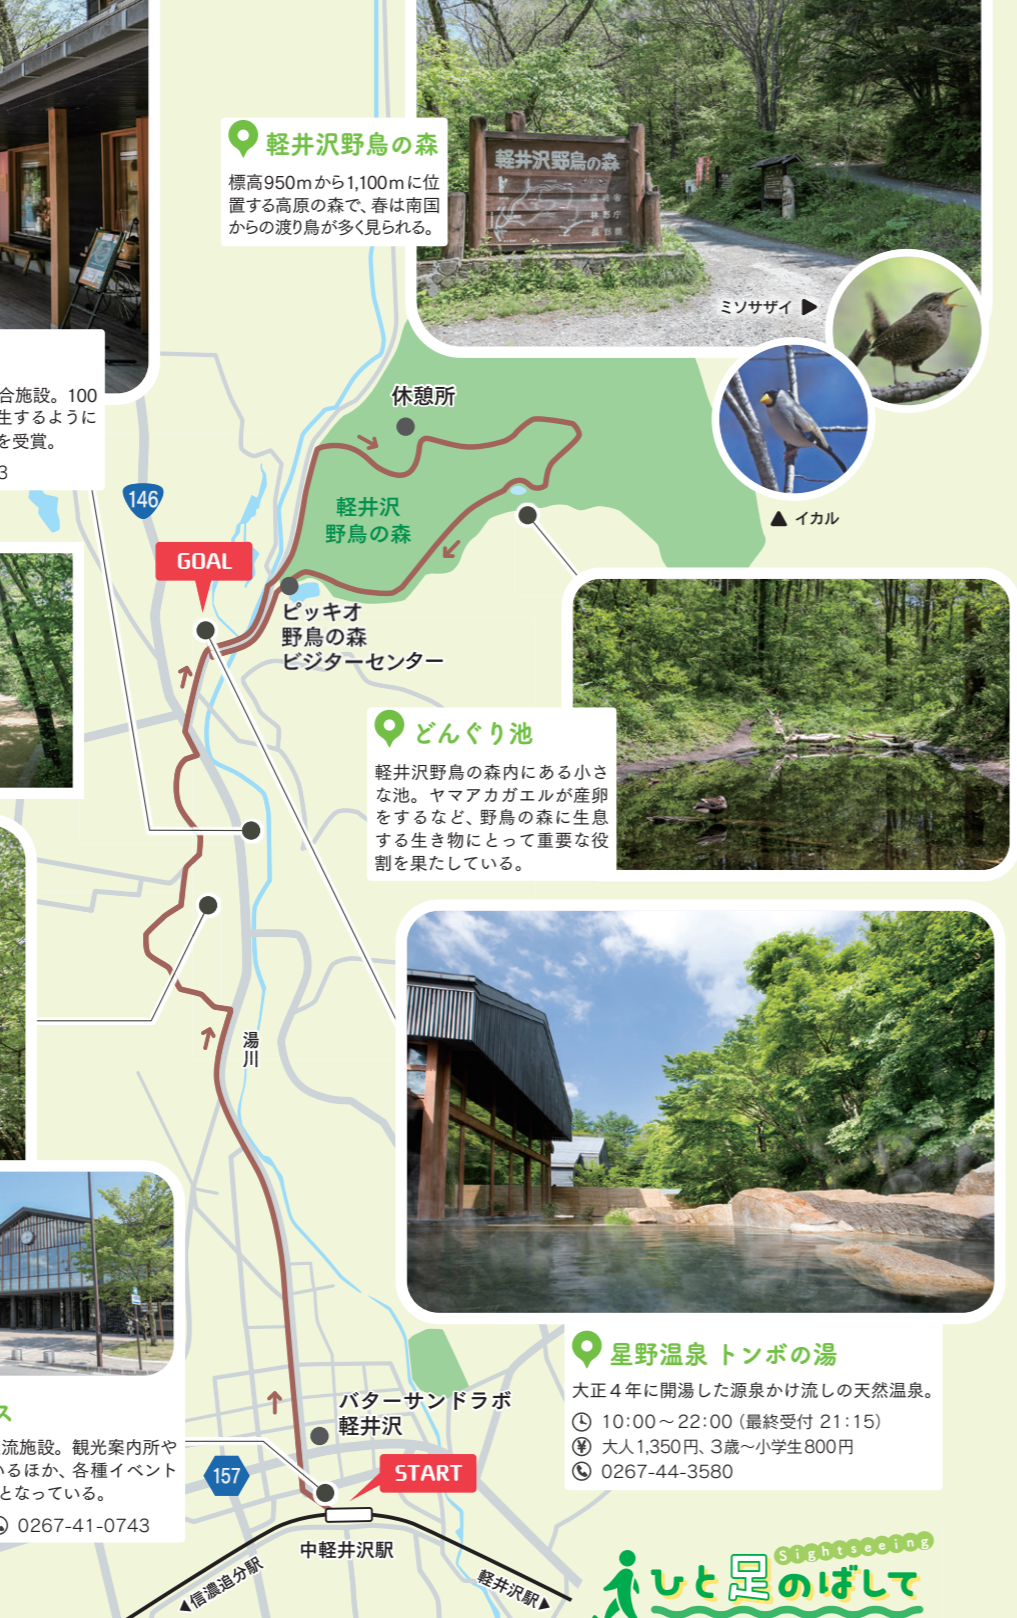 軽井沢野鳥の森
標高950mから1,100mに位
置する高原の森で、春は南国
からの渡り鳥が多く見られる。
軽井沢野鳥の森
ミソサザイ ▶
▲ イカル
合施設。100
生するように
を受賞。
3
休憩所
146
軽井沢
野鳥の森
GOAL
ピッキオ
野鳥の森
ビジターセンター
どんぐり池
軽井沢野鳥の森内にある小さ
な池。ヤマアカガエルが産卵
をするなど、野鳥の森に生息
する生き物にとって重要な役
割を果たしている。
湯川
星野温泉 トンボの湯
大正4年に開湯した源泉かけ流しの天然温泉。
10:00～22:00（最終受付 21:15）
大人1,350円、3歳～小学生800円
0267-44-3580
ス
流施設。観光案内所や
いるほか、各種イベント
となっている。
0267-41-0743
バターサンドラボ
軽井沢
157
START
中軽井沢駅
◀信濃追分駅
軽井沢駅▶
Sightseeing
ひと足のばして